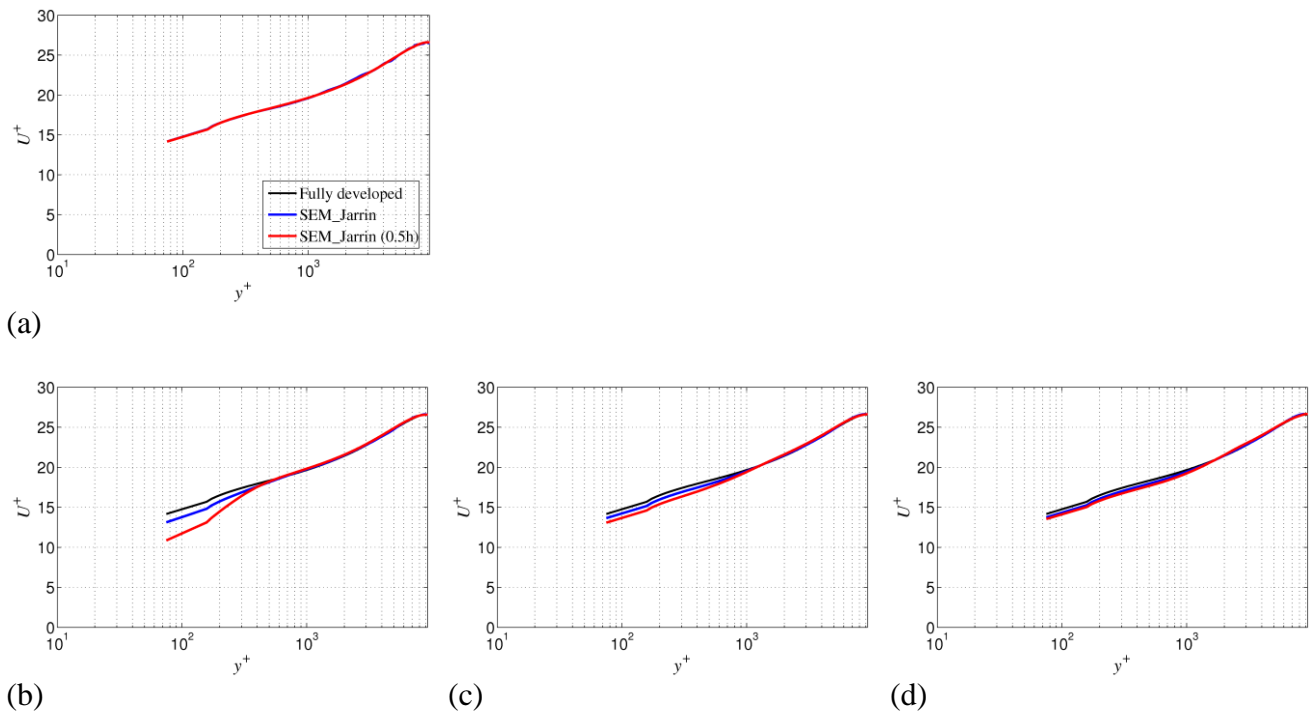 30
25
20
15
10
5
0
U+
Fully developed
SEM_Jarrin
SEM_Jarrin (0.5h)
10^1 10^2 10^3
y+
(a)
30 30 30
25 25 25
20 20 20
15 15 15
10 10 10
5 5 5
0 0 0
U+ U+ U+
10^1 10^2 10^3 10^1 10^2 10^3 10^1 10^2 10^3
y+ y+ y+
(b) (c) (d)